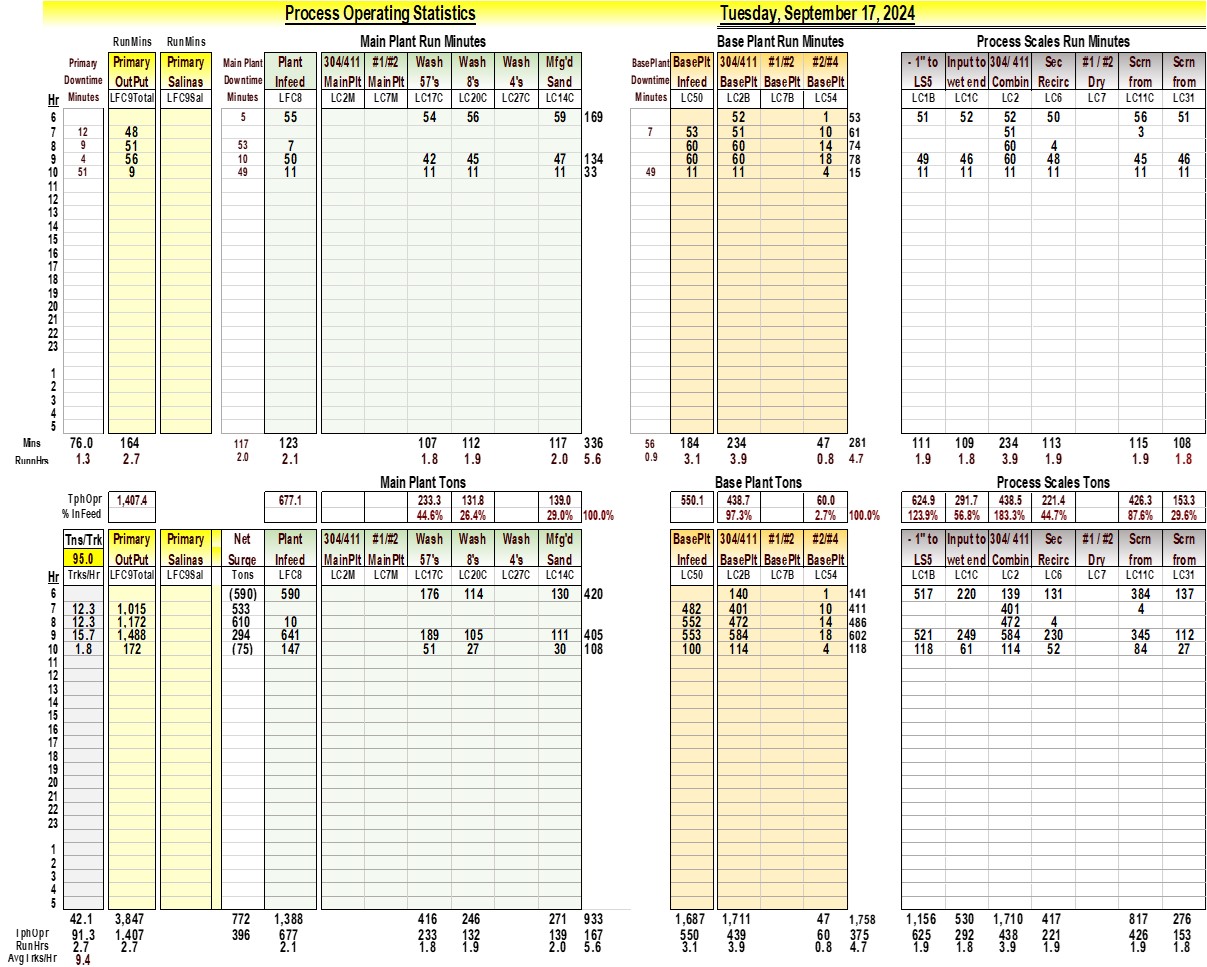 Process Operating Statistics Tuesday, September 17, 2024
RunMins RunMins Main Plant Run Minutes Base Plant Run Minutes Process Scales Run Minutes
Primary Primary Primary Main Plant Plant 304/411 #1/#2 Wash Wash Wash Mfg'd BasePlant BasePlt 304/411 #1/#2 #2/#4 - 1" to Input to 304/ 411 Sec #1 / #2 Scrn Scrn
Downtime OutPut Salinas Downtime Infeed MainPlt MainPlt 57's 8's 4's Sand Downtime Infeed BasePlt BasePlt BasePlt LS5 wet end Combin Recirc Dry from from
Hr Minutes LFC9Total LFC9Sal Minutes LFC8 LC2M LC7M LC17C LC20C LC27C LC14C Minutes LC50 LC2B LC7B LC54 LC1B LC1C LC2 LC6 LC7 LC11C LC31
6 5 55 54 56 59 169 52 1 53 51 52 52 50 56 51
7 12 48 7 53 51 10 61 51 3
8 9 51 53 7 60 60 14 74 60 4
9 4 56 10 50 42 45 47 134 60 60 18 78 49 46 60 48 45 46
10 51 9 49 11 11 11 11 33 49 11 11 4 15 11 11 11 11 11 11
11
12
13
14
15
16
17
18
19
20
21
22
23
1
2
3
4
5
Mins 76.0 164 117 123 107 112 117 336 56 184 234 47 281 111 109 234 113 115 108
RunnHrs 1.3 2.7 2.0 2.1 1.8 1.9 2.0 5.6 0.9 3.1 3.9 0.8 4.7 1.9 1.8 3.9 1.9 1.9 1.8
Main Plant Tons Base Plant Tons Process Scales Tons
TphOpr 1,407.4 677.1 233.3 131.8 139.0 550.1 438.7 60.0 624.9 291.7 438.5 221.4 426.3 153.3
% InFeed 44.6% 26.4% 29.0% 100.0% 97.3% 2.7% 100.0% 123.9% 56.8% 183.3% 44.7% 87.6% 29.6%
Tns/Trk Primary Primary Net Plant 304/411 #1/#2 Wash Wash Wash Mfg'd BasePlt 304/411 #1/#2 #2/#4 - 1" to Input to 304/ 411 Sec #1 / #2 Scrn Scrn
95.0 OutPut Salinas Surge Infeed MainPlt MainPlt 57's 8's 4's Sand Infeed BasePlt BasePlt BasePlt LS5 wet end Combin Recirc Dry from from
Hr Trks/Hr LFC9Total LFC9Sal Tons LFC8 LC2M LC7M LC17C LC20C LC27C LC14C LC50 LC2B LC7B LC54 LC1B LC1C LC2 LC6 LC7 LC11C LC31
6 (590) 590 176 114 130 420 140 1 141 517 220 139 131 384 137
7 12.3 1,015 533 482 401 10 411 401 4
8 12.3 1,172 610 10 552 472 14 486 472 4
9 15.7 1,488 294 641 189 105 111 405 553 584 18 602 521 249 584 230 345 112
10 1.8 172 (75) 147 51 27 30 108 100 114 4 118 118 61 114 52 84 27
11
12
13
14
15
16
17
18
19
20
21
22
23
1
2
3
4
5
42.1 3,847 772 1,388 416 246 271 933 1,687 1,711 47 1,758 1,156 530 1,710 417 817 276
TphOpr 91.3 1,407 396 677 233 132 139 167 550 439 60 375 625 292 438 221 426 153
RunHrs 2.7 2.7 2.1 1.8 1.9 2.0 5.6 3.1 3.9 0.8 4.7 1.9 1.8 3.9 1.9 1.9 1.8
AvgTrks/Hr 9.4